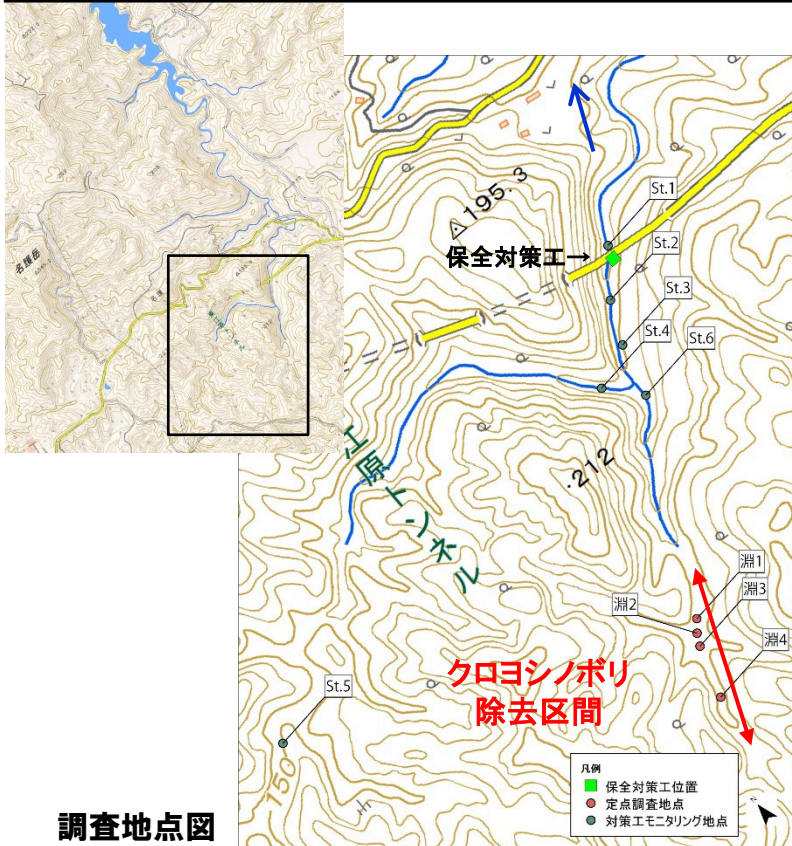 名護岳
195.3
保全対策工→
St.1
St.2
St.3
St.4
St.6
江原トンネル
・212
淵1
淵2
淵3
淵4
クロヨシノボリ
除去区間
St.5
150
凡例
保全対策工位置
定点調査地点
対策工モニタリング地点
調査地点図